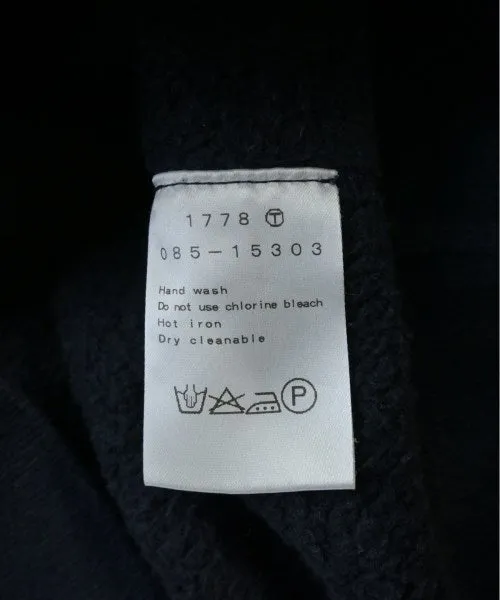 1778 Ⓣ
085-15303
Hand wash
Do not use chlorine bleach
Hot iron
Dry cleanable
P